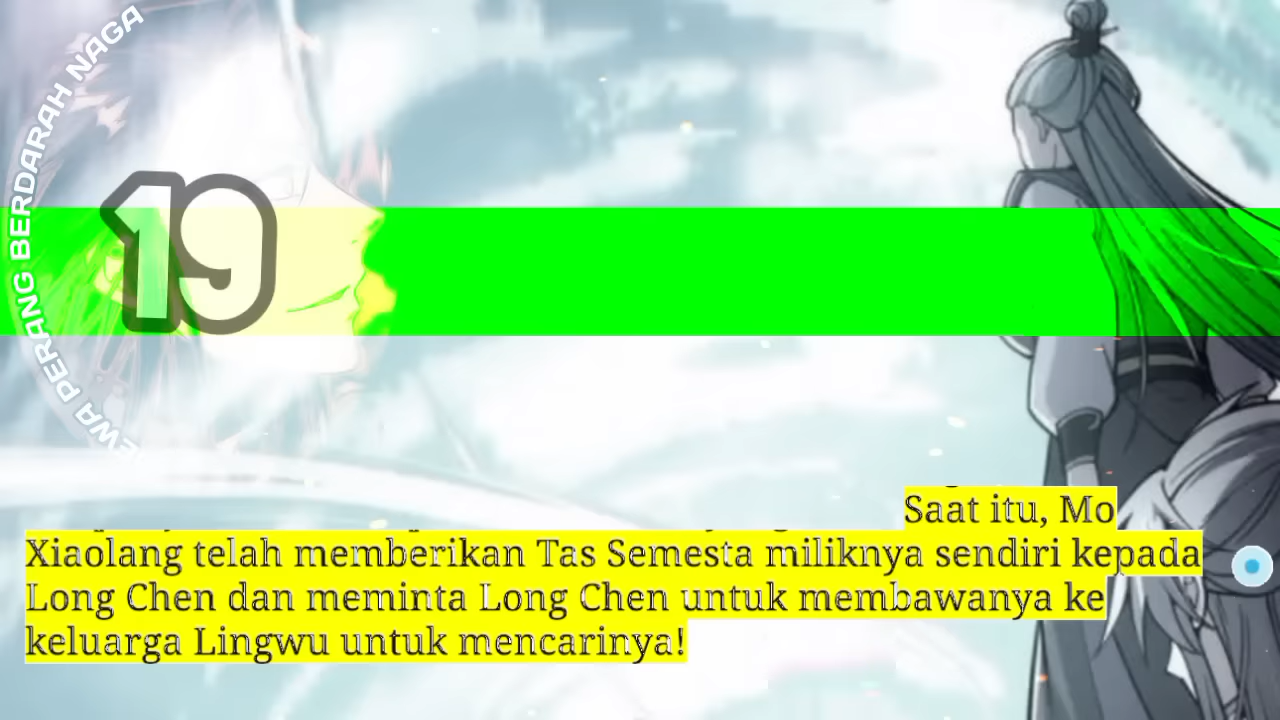 DEWA PERANG BERDARAH NAGA
19
Saat itu, Mo
Xiaolang telah memberikan Tas Semesta miliknya sendiri kepada
Long Chen dan meminta Long Chen untuk membawanya ke
keluarga Lingwu untuk mencarinya!